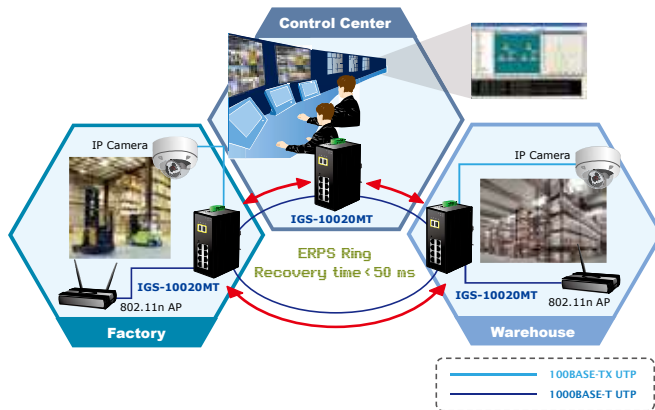 Control Center
IP Camera
IP Camera
IGS-10020MT
ERPS Ring
Recovery time < 50 ms
IGS-10020MT
802.11n AP
IGS-10020MT
802.11n AP
Factory
Warehouse
100BASE-TX UTP
1000BASE-T UTP